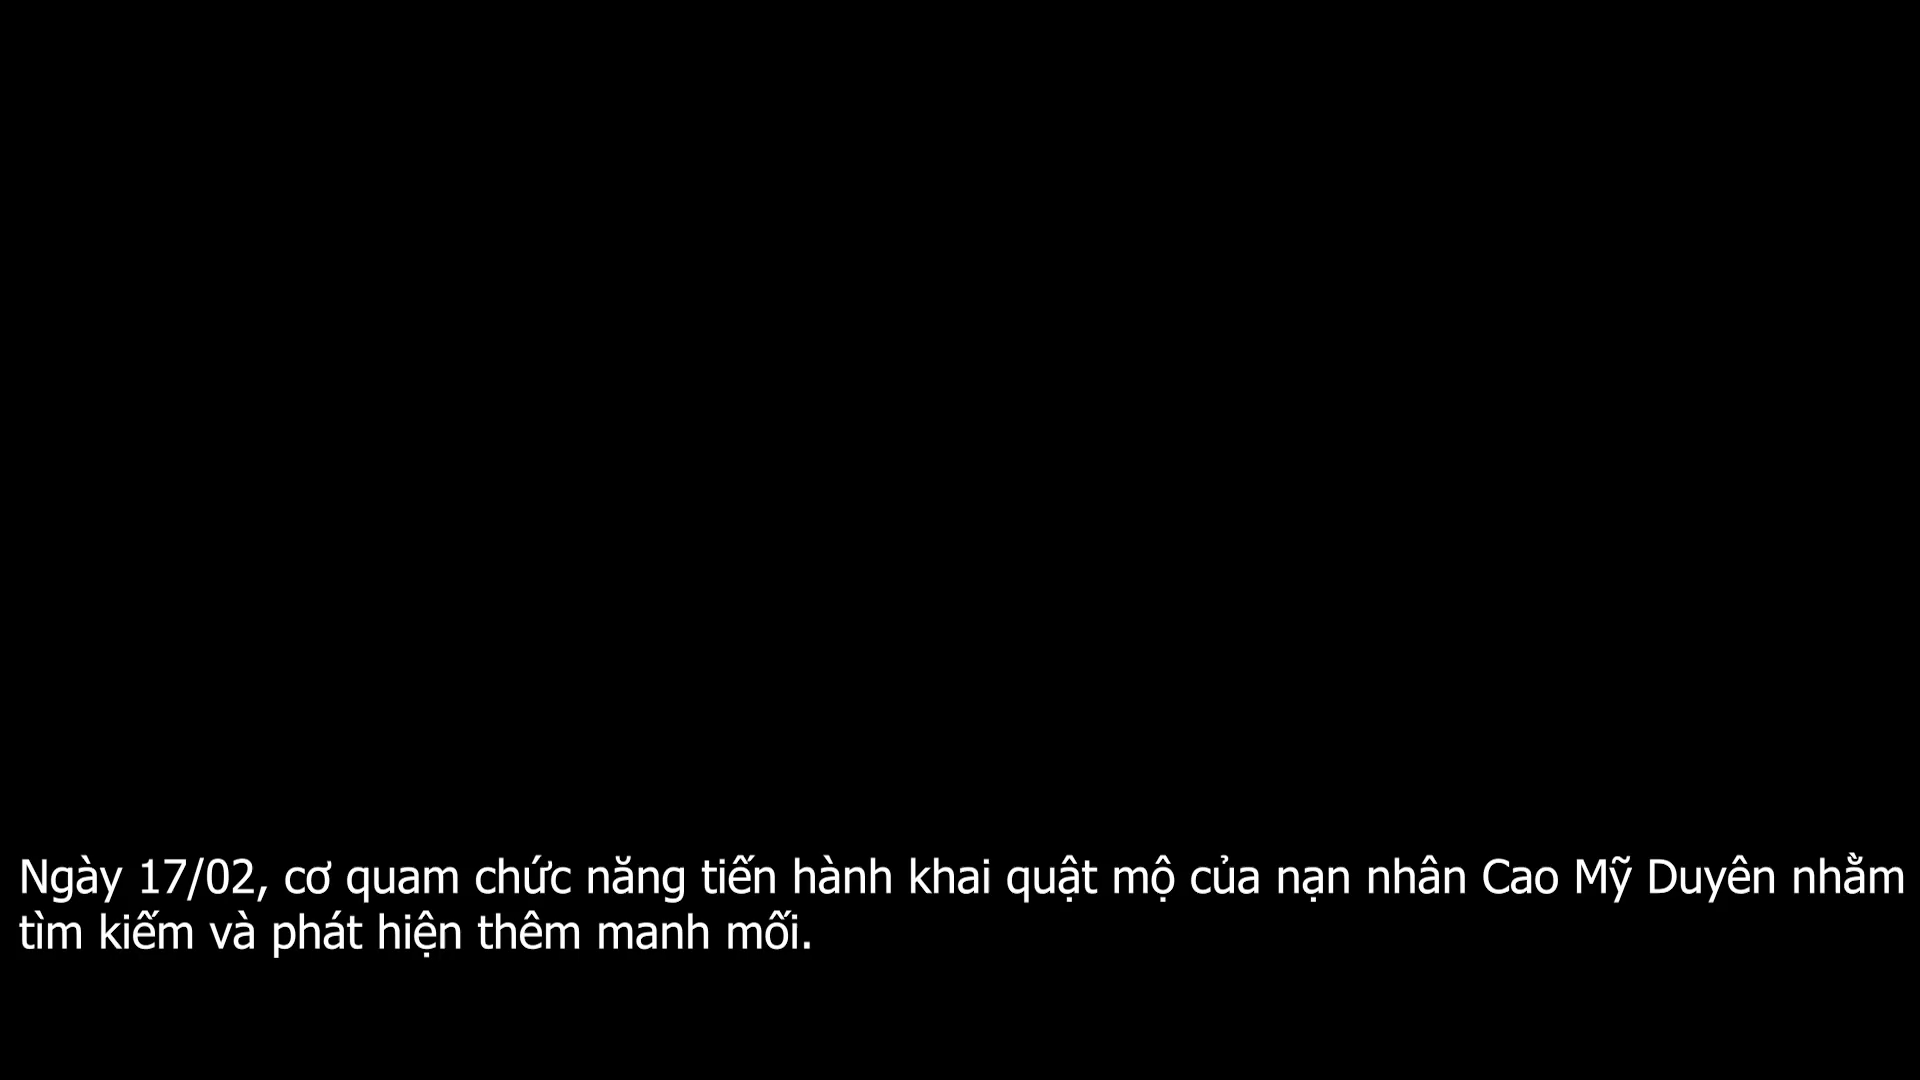 Ngày 17/02, cơ quam chức năng tiến hành khai quật mộ của nạn nhân Cao Mỹ Duyên nhằm
tìm kiếm và phát hiện thêm manh mối.